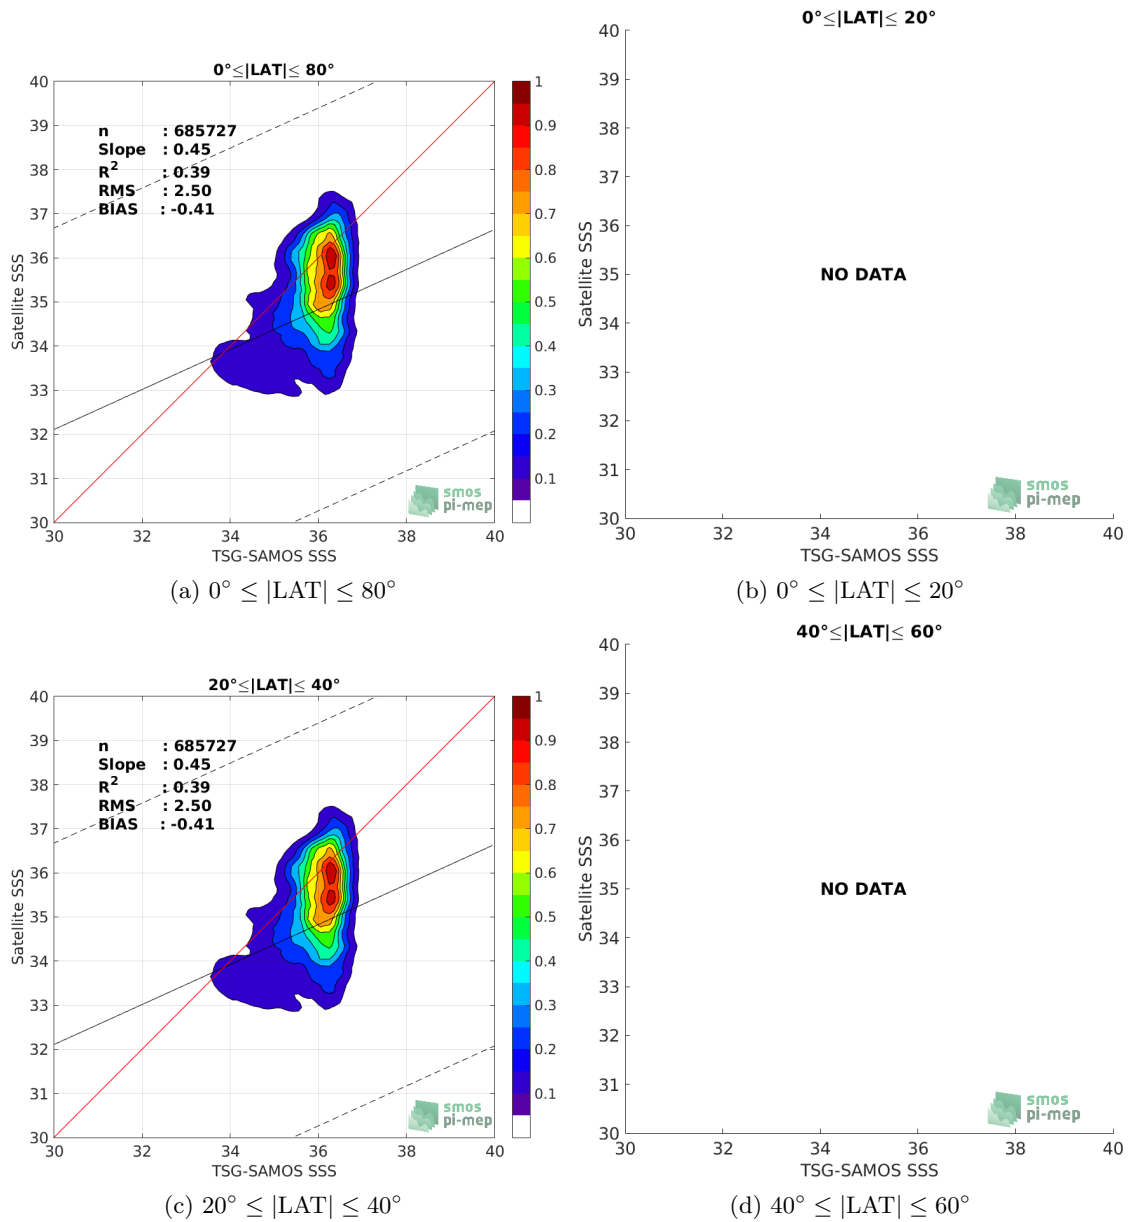 0°≤|LAT|≤ 80°
40
39
38
37
36
35
34
33
32
31
30
Satellite SSS
n : 685727
Slope : 0.45
R² : 0.39
RMS : 2.50
BIAS : -0.41
smos
pi-mep
30 32 34 36 38 40
TSG-SAMOS SSS
1
0.9
0.8
0.7
0.6
0.5
0.4
0.3
0.2
0.1
(a) 0° ≤ |LAT| ≤ 80°
0°≤|LAT|≤ 20°
40
39
38
37
36
35
34
33
32
31
30
Satellite SSS
NO DATA
smos
pi-mep
30 32 34 36 38 40
TSG-SAMOS SSS
(b) 0° ≤ |LAT| ≤ 20°
20°≤|LAT|≤ 40°
40
39
38
37
36
35
34
33
32
31
30
Satellite SSS
n : 685727
Slope : 0.45
R² : 0.39
RMS : 2.50
BIAS : -0.41
smos
pi-mep
30 32 34 36 38 40
TSG-SAMOS SSS
1
0.9
0.8
0.7
0.6
0.5
0.4
0.3
0.2
0.1
(c) 20° ≤ |LAT| ≤ 40°
40°≤|LAT|≤ 60°
40
39
38
37
36
35
34
33
32
31
30
Satellite SSS
NO DATA
smos
pi-mep
30 32 34 36 38 40
TSG-SAMOS SSS
(d) 40° ≤ |LAT| ≤ 60°